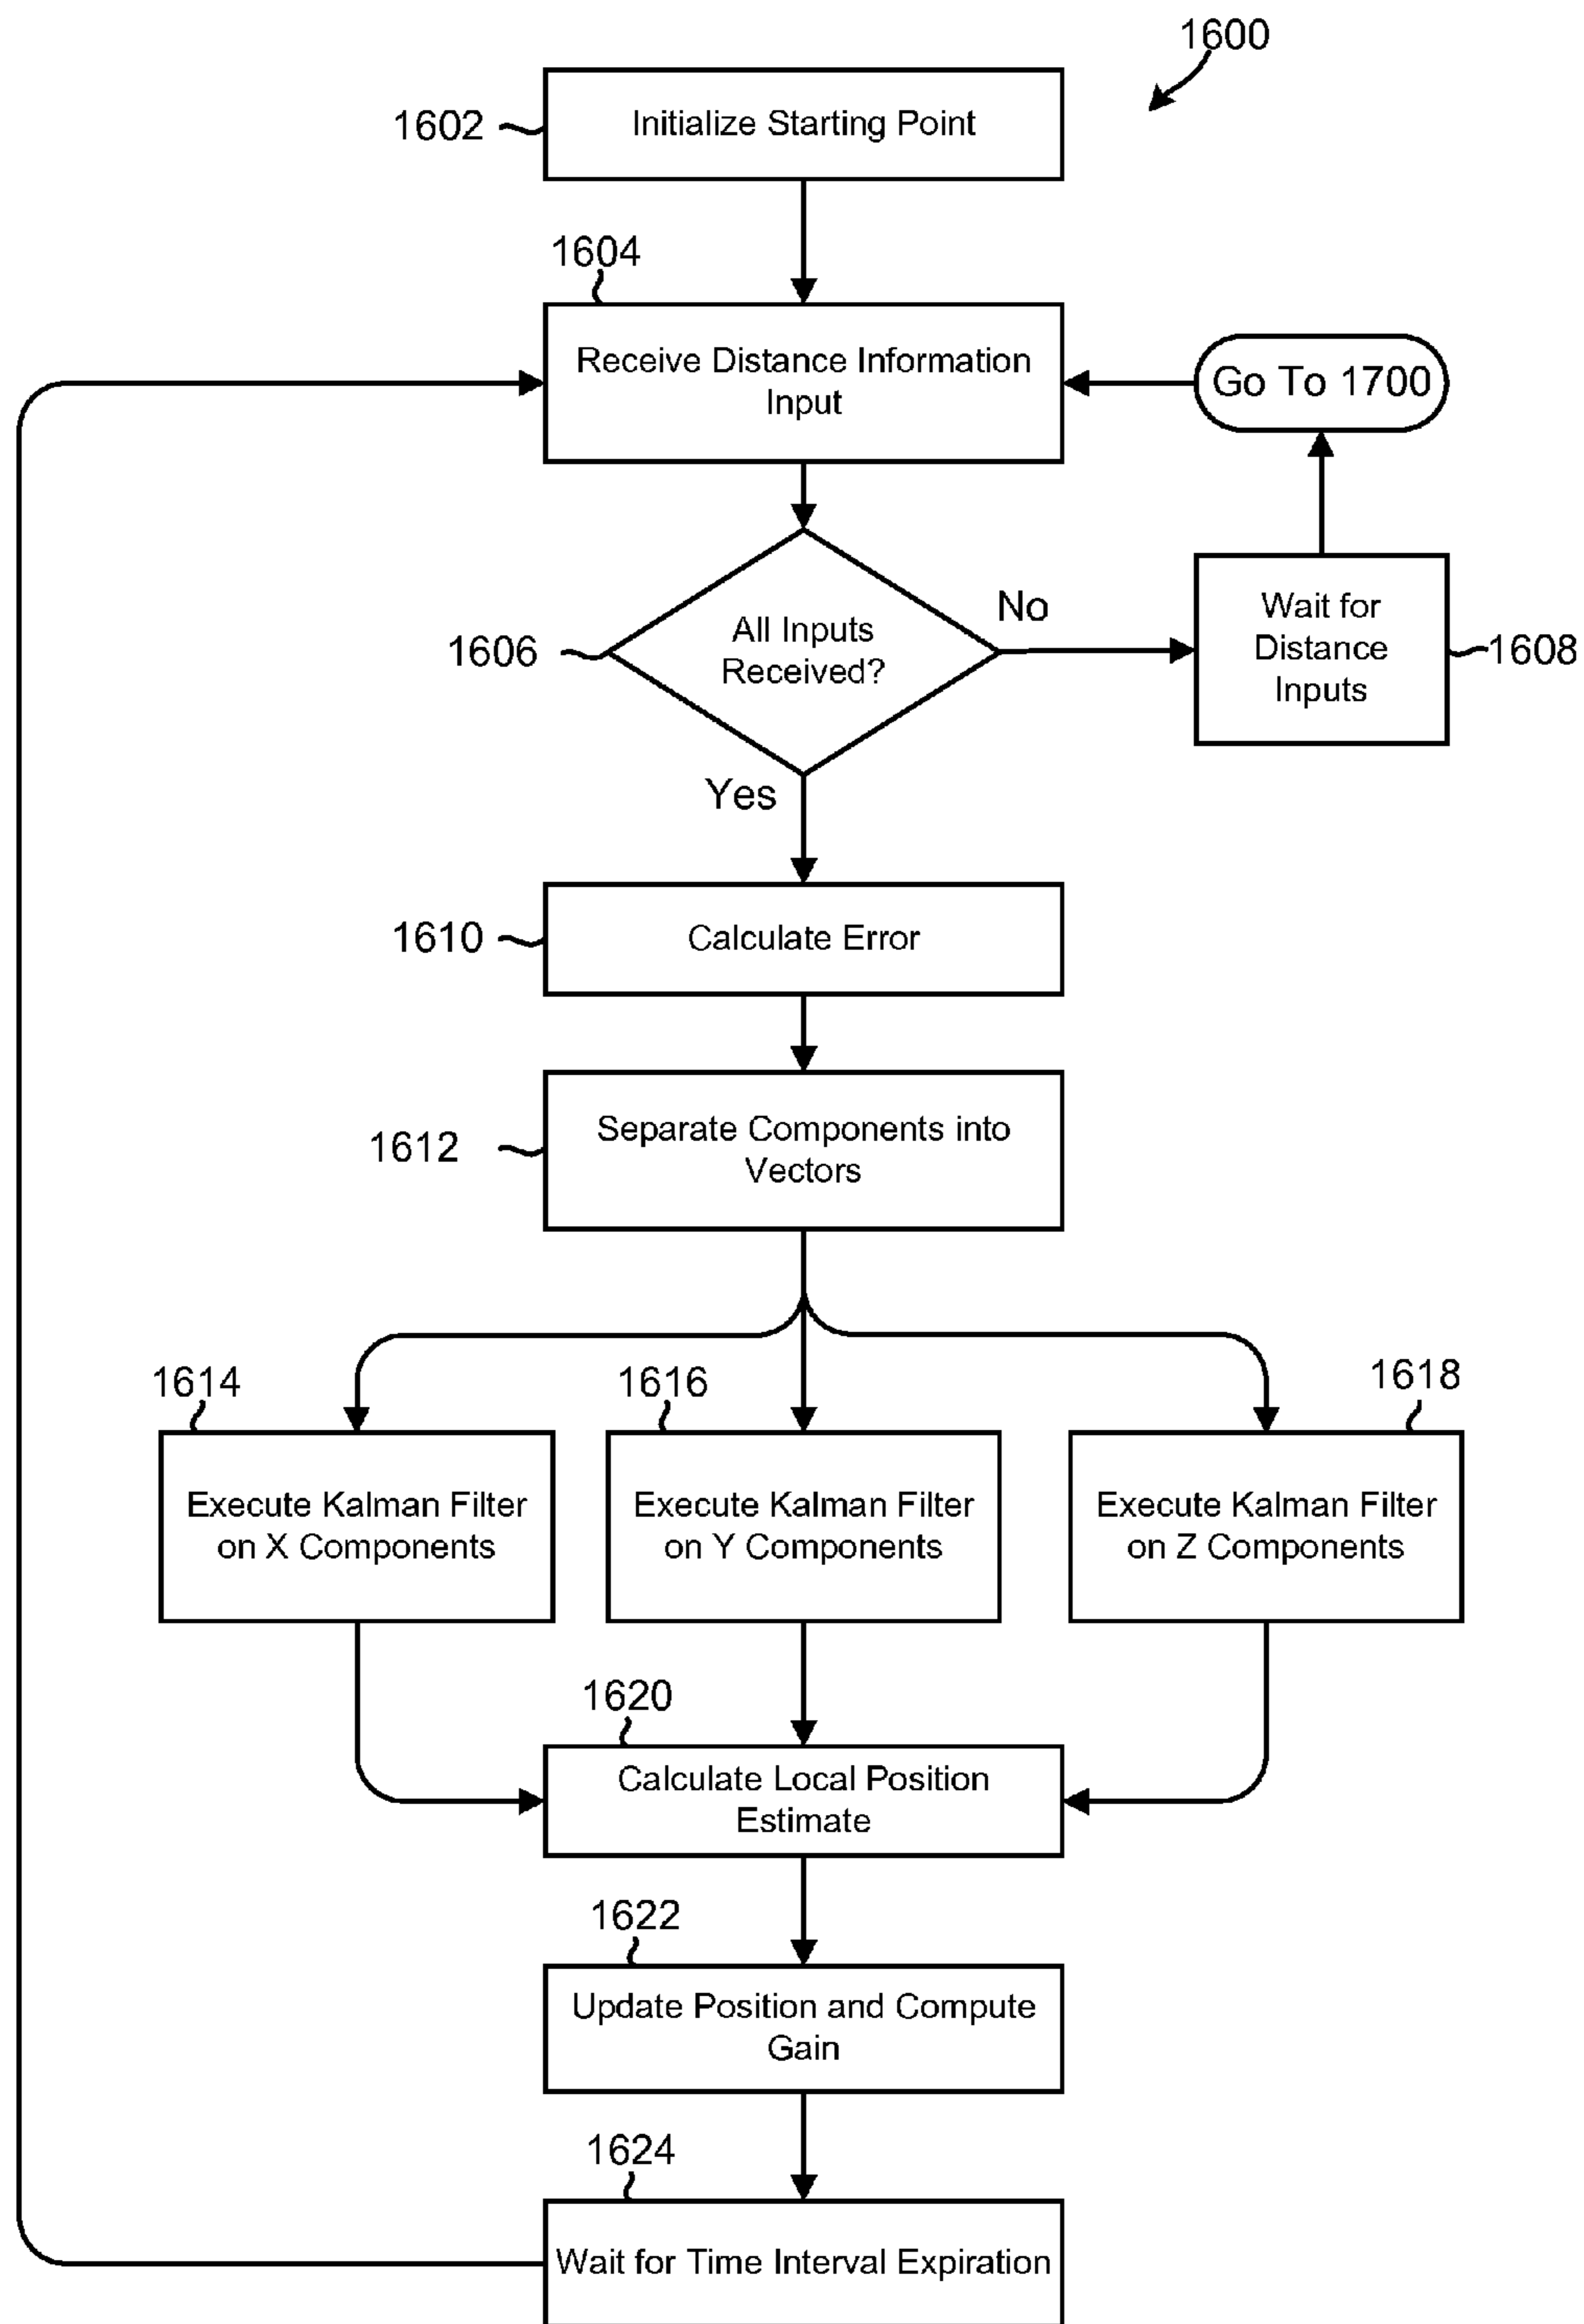 1600
1602
Initialize Starting Point
1604
Receive Distance Information
Input
Go To 1700
1606
All Inputs
Received?
No
Wait for
Distance
Inputs
1608
Yes
1610
Calculate Error
1612
Separate Components into
Vectors
1614
1616
1618
Execute Kalman Filter
on X Components
Execute Kalman Filter
on Y Components
Execute Kalman Filter
on Z Components
1620
Calculate Local Position
Estimate
1622
Update Position and Compute
Gain
1624
Wait for Time Interval Expiration